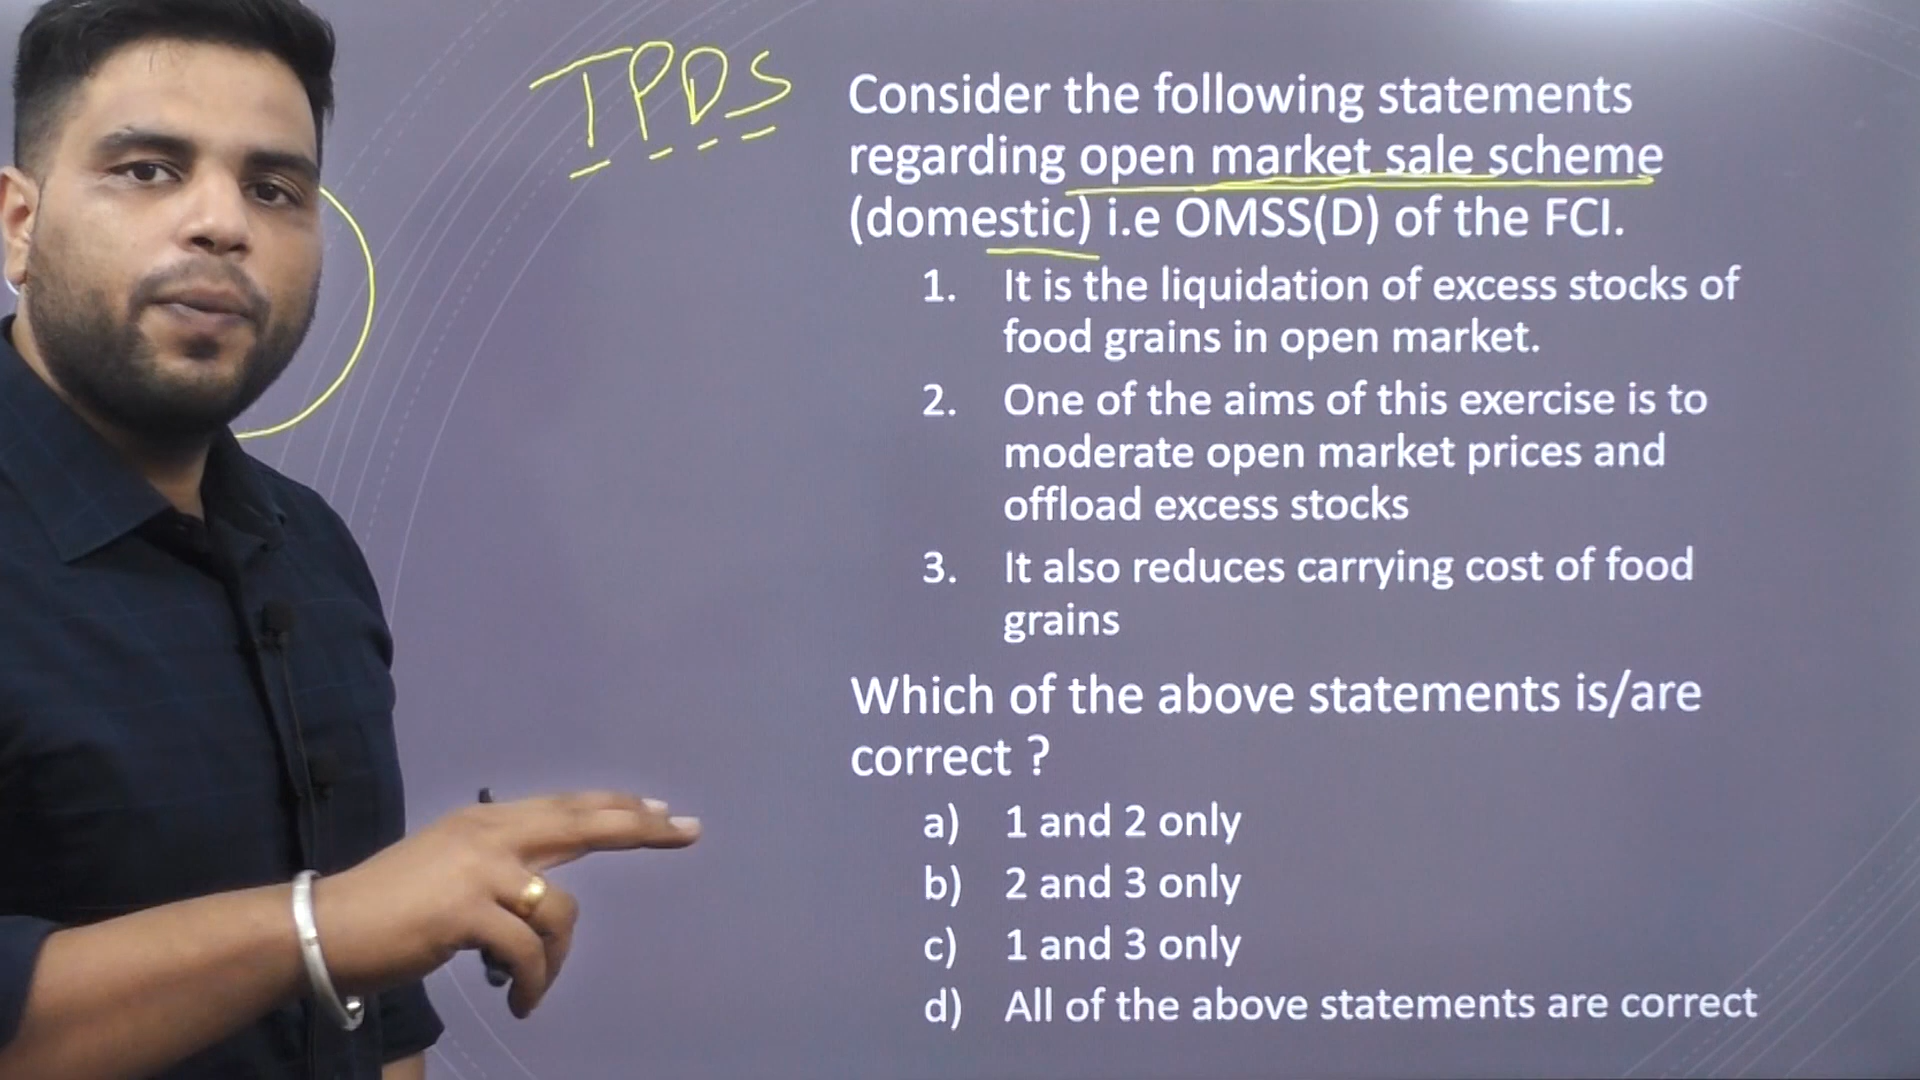 TPDS
Consider the following statements
regarding open market sale scheme
(domestic) i.e OMSS(D) of the FCI.
1. It is the liquidation of excess stocks of
food grains in open market.
2. One of the aims of this exercise is to
moderate open market prices and
offload excess stocks
3. It also reduces carrying cost of food
grains
Which of the above statements is/are
correct ?
a) 1 and 2 only
b) 2 and 3 only
c) 1 and 3 only
d) All of the above statements are correct